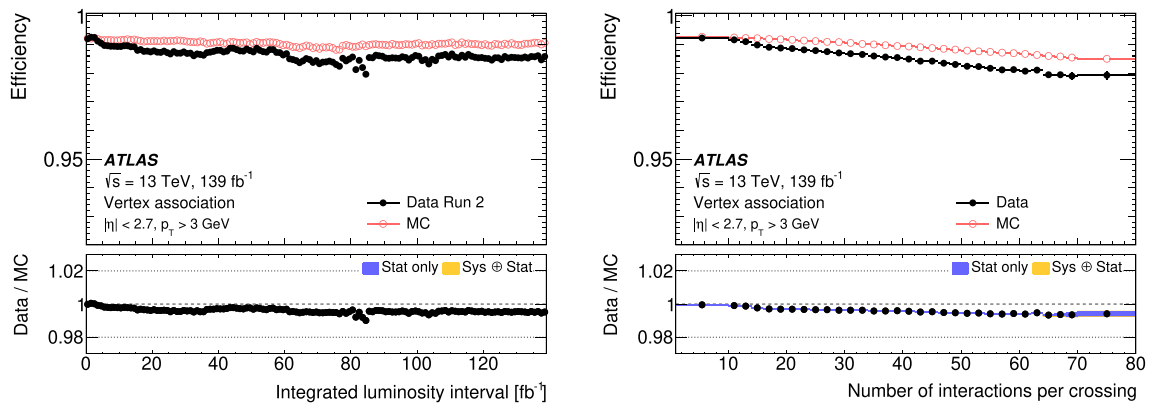 Efficiency
1
0.95
ATLAS
√s = 13 TeV, 139 fb-1
Vertex association
|η| < 2.7, pT > 3 GeV
Data Run 2
MC
Data / MC
1.02
1
0.98
Stat only
Sys ⊕ Stat
0 20 40 60 80 100 120
Integrated luminosity interval [fb-1]
Efficiency
1
0.95
ATLAS
√s = 13 TeV, 139 fb-1
Vertex association
|η| < 2.7, pT > 3 GeV
Data
MC
Data / MC
1.02
1
0.98
Stat only
Sys ⊕ Stat
10 20 30 40 50 60 70 80
Number of interactions per crossing